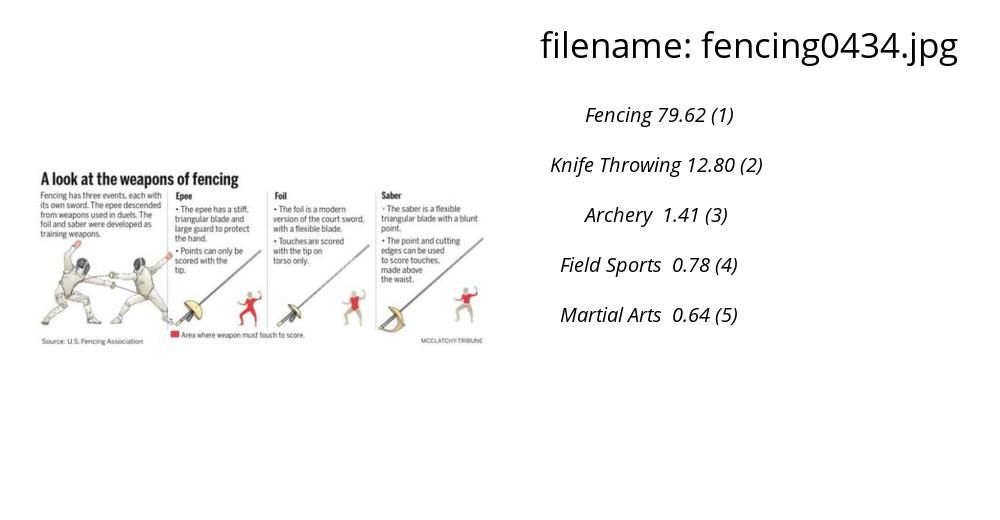 filename: fencing0434.jpg
Fencing 79.62 (1)
Knife Throwing 12.80 (2)
Archery 1.41 (3)
Field Sports 0.78 (4)
Martial Arts 0.64 (5)
A look at the weapons of fencing
Fencing has three events, each with
its own sword. The epee descended
from weapons used in duels. The
foil and saber were developed as
training weapons.
Epee
• The epee has a stiff,
triangular blade and
large guard to protect
the hand.
• Points can only be
scored with the
tip.
Foil
• The foil is a modern
version of the court sword,
with a flexible blade.
• Touches are scored
with the tip on
torso only.
Saber
• The saber is a flexible
triangular blade with a blunt
point.
• The point and cutting
edges can be used
to score touches,
made above
the waist.
Area where weapon must touch to score.
Source: U.S. Fencing Association
MCCLATCHY-TRIBUNE